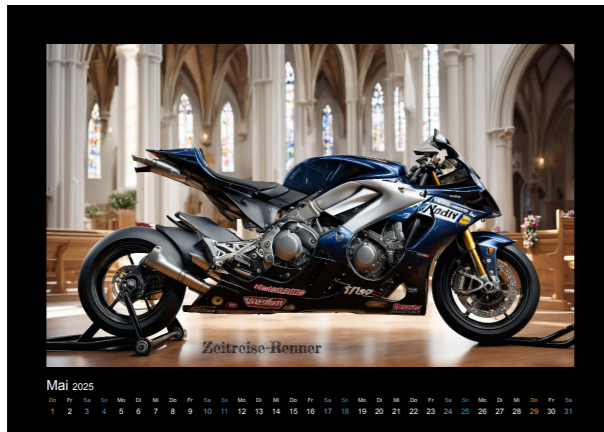 Zeitreise-Renner
Mai 2025
Do Fr Sa So Mo Di Mi Do Fr Sa So Mo Di Mi Do Fr Sa So Mo Di Mi Do Fr Sa So Mo Di Mi Do Fr Sa
1 2 3 4 5 6 7 8 9 10 11 12 13 14 15 16 17 18 19 20 21 22 23 24 25 26 27 28 29 30 31